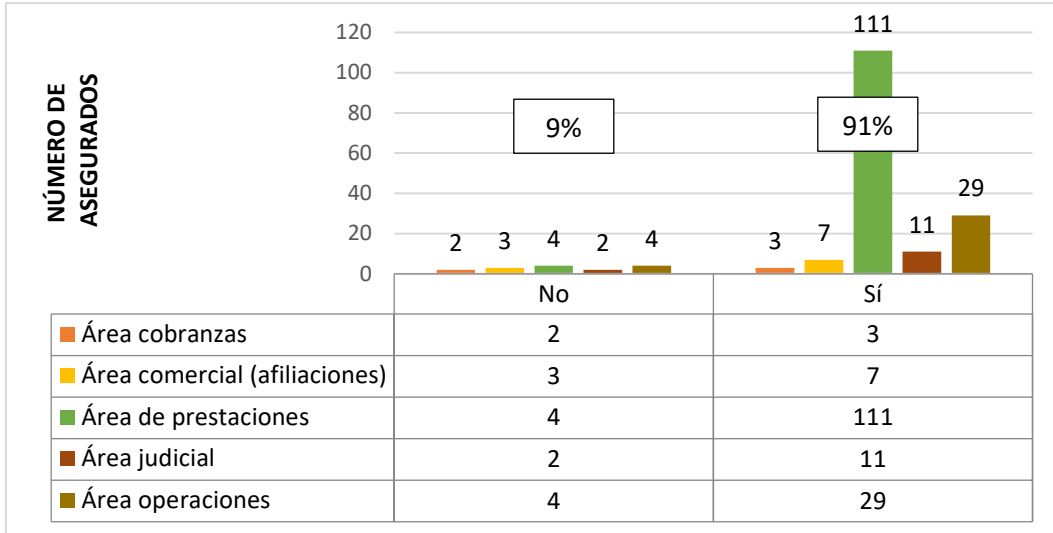 NÚMERO DE
ASEGURADOS
120
100
80
60
40
20
0
2
3
4
2
4
9%
3
7
111
11
29
91%
No Sí
Área cobranzas 2 3
Área comercial (afiliaciones) 3 7
Área de prestaciones 4 111
Área judicial 2 11
Área operaciones 4 29